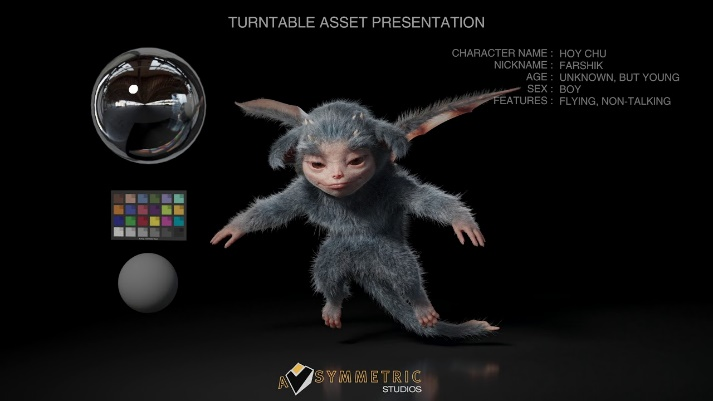 TURNTABLE ASSET PRESENTATION
CHARACTER NAME : HOY CHU
NICKNAME : FARSHIK
AGE : UNKNOWN, BUT YOUNG
SEX : BOY
FEATURES : FLYING, NON-TALKING
ASYMMETRIC
STUDIOS